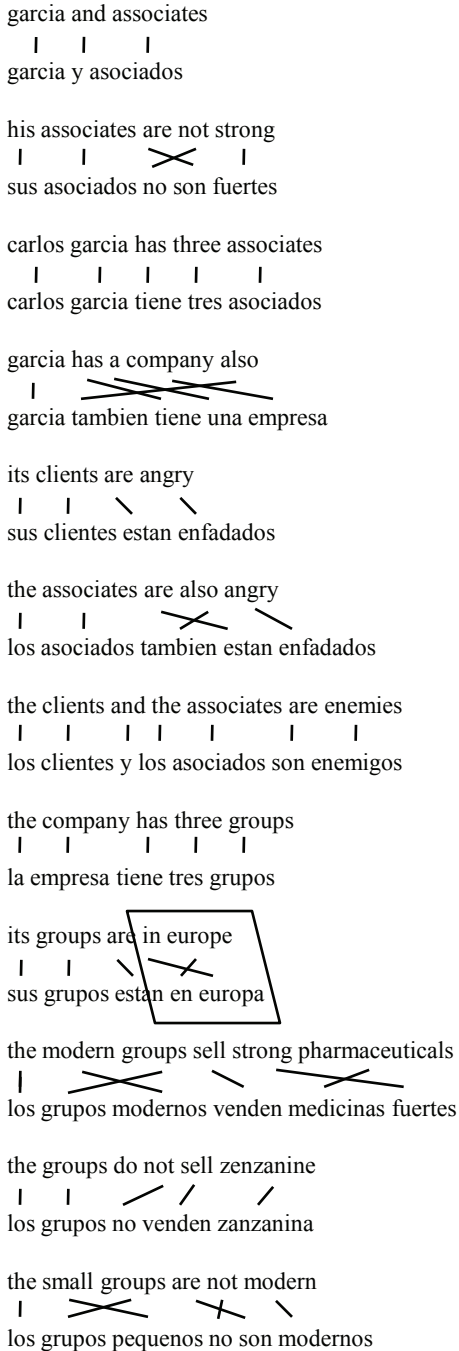 garcia and associates
garcia y asociados
his associates are not strong
sus asociados no son fuertes
carlos garcia has three associates
carlos garcia tiene tres asociados
garcia has a company also
garcia tambien tiene una empresa
its clients are angry
sus clientes estan enfadados
the associates are also angry
los asociados tambien estan enfadados
the clients and the associates are enemies
los clientes y los asociados son enemigos
the company has three groups
la empresa tiene tres grupos
its groups are in europe
sus grupos estan en europa
the modern groups sell strong pharmaceuticals
los grupos modernos venden medicinas fuertes
the groups do not sell zenzanine
los grupos no venden zanzanina
the small groups are not modern
los grupos pequenos no son modernos